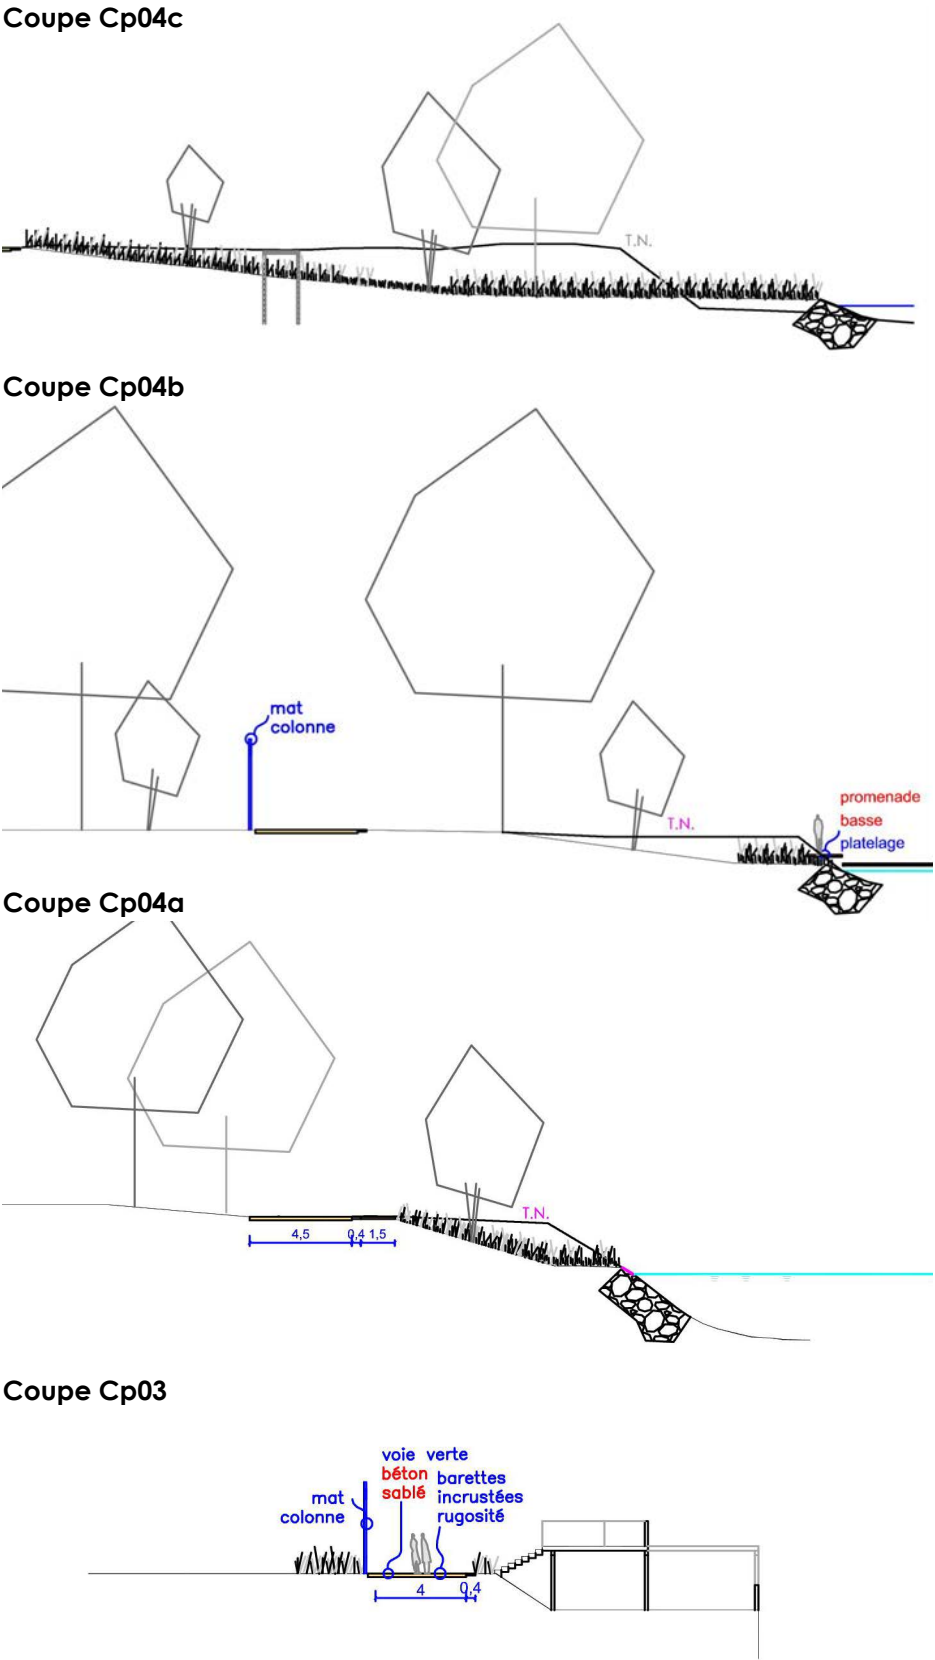 Coupe Cp04c
T.N.
Coupe Cp04b
mat
colonne
T.N.
promenade
basse
platelage
Coupe Cp04a
T.N.
4,5 0,4 1,5
Coupe Cp03
voie verte
béton
sablé
barettes
incrustées
rugosité
mat
colonne
4 0,4